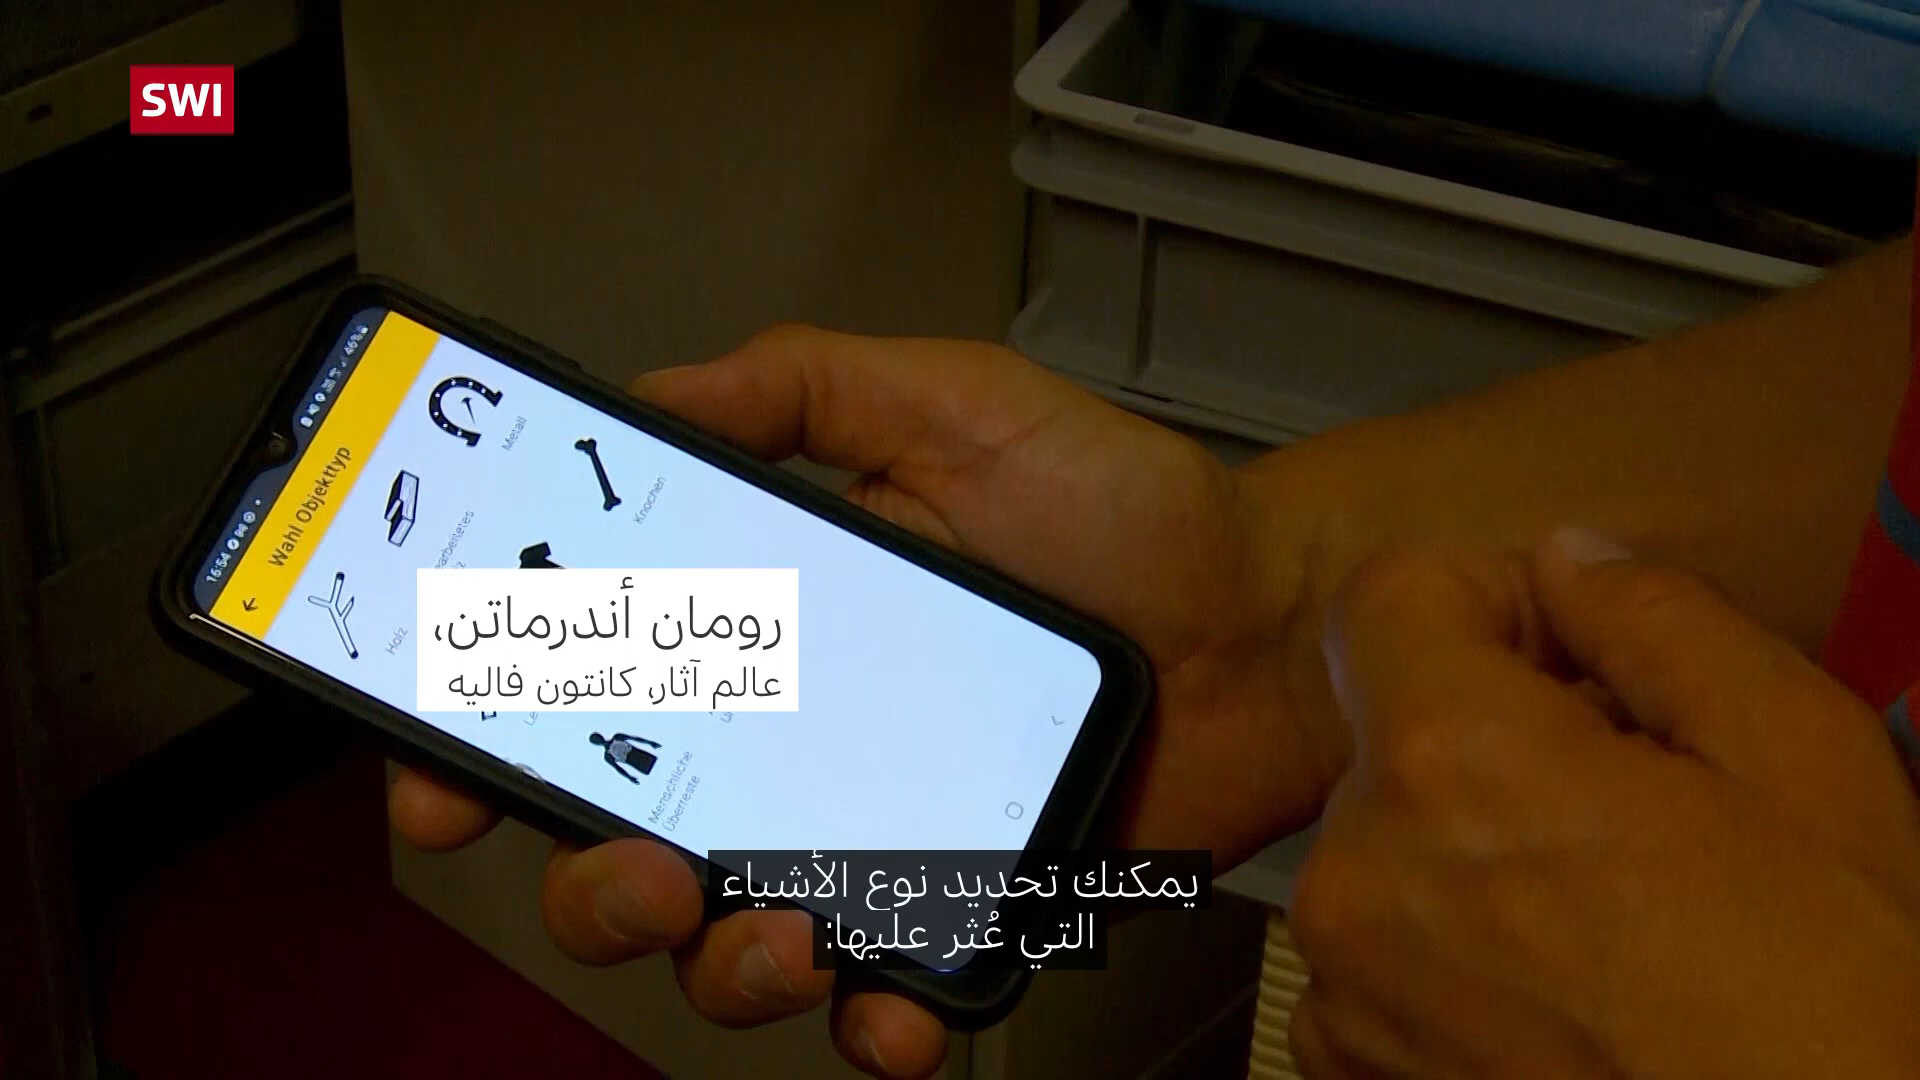 SWI
16:54
46%
Wahl Objekttyp
Metall
Knochen
Holz
Menschliche
Überreste
رومان أندرماتن،
عالم آثار، كانتون فاليه
يمكنك تحديد نوع الأشياء
التي عُثر عليها: